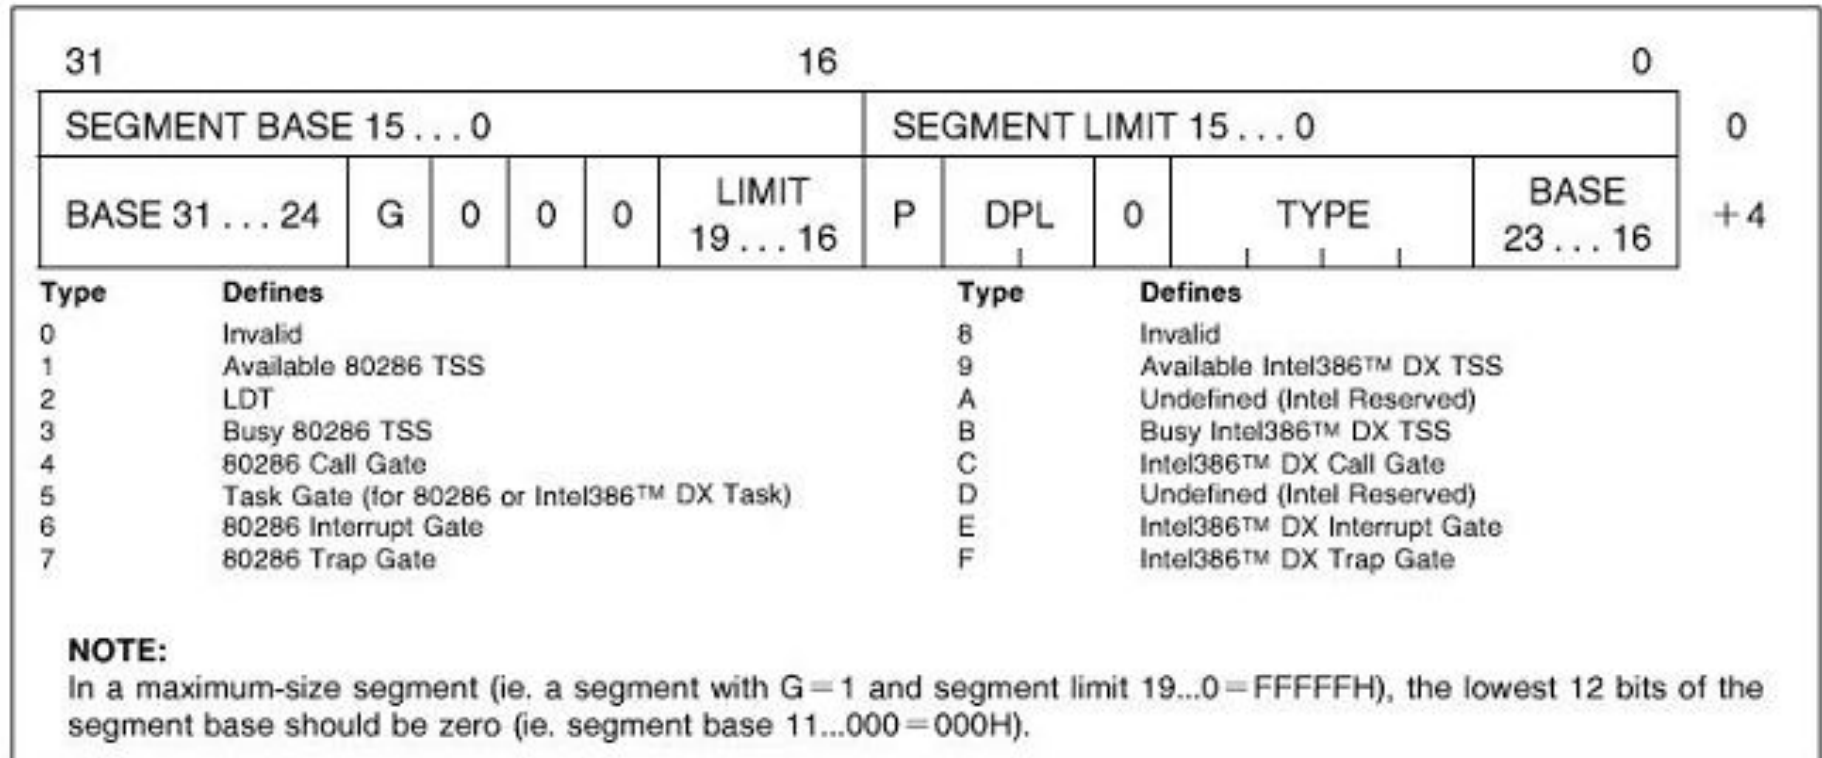 31 16 0
SEGMENT BASE 15 . . . 0 SEGMENT LIMIT 15 . . . 0 0
BASE 31 . . . 24 G 0 0 0 LIMIT 19 . . . 16 P DPL 0 TYPE BASE 23 . . . 16 +4
Type Defines Type Defines
0 Invalid 8 Invalid
1 Available 80286 TSS 9 Available Intel386™ DX TSS
2 LDT A Undefined (Intel Reserved)
3 Busy 80286 TSS B Busy Intel386™ DX TSS
4 80286 Call Gate C Intel386™ DX Call Gate
5 Task Gate (for 80286 or Intel386™ DX Task) D Undefined (Intel Reserved)
6 80286 Interrupt Gate E Intel386™ DX Interrupt Gate
7 80286 Trap Gate F Intel386™ DX Trap Gate
NOTE:
In a maximum-size segment (ie. a segment with G=1 and segment limit 19...0=FFFFFH), the lowest 12 bits of the
segment base should be zero (ie. segment base 11...000=000H).